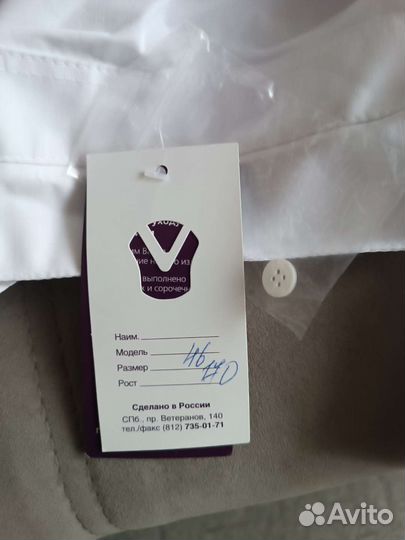 выполнено
и сорочечн
Наим.
Модель
Размер 46
Рост 170
Сделано в России
СПб., пр. Ветеранов, 140
тел./факс (812) 735-01-71
Avito